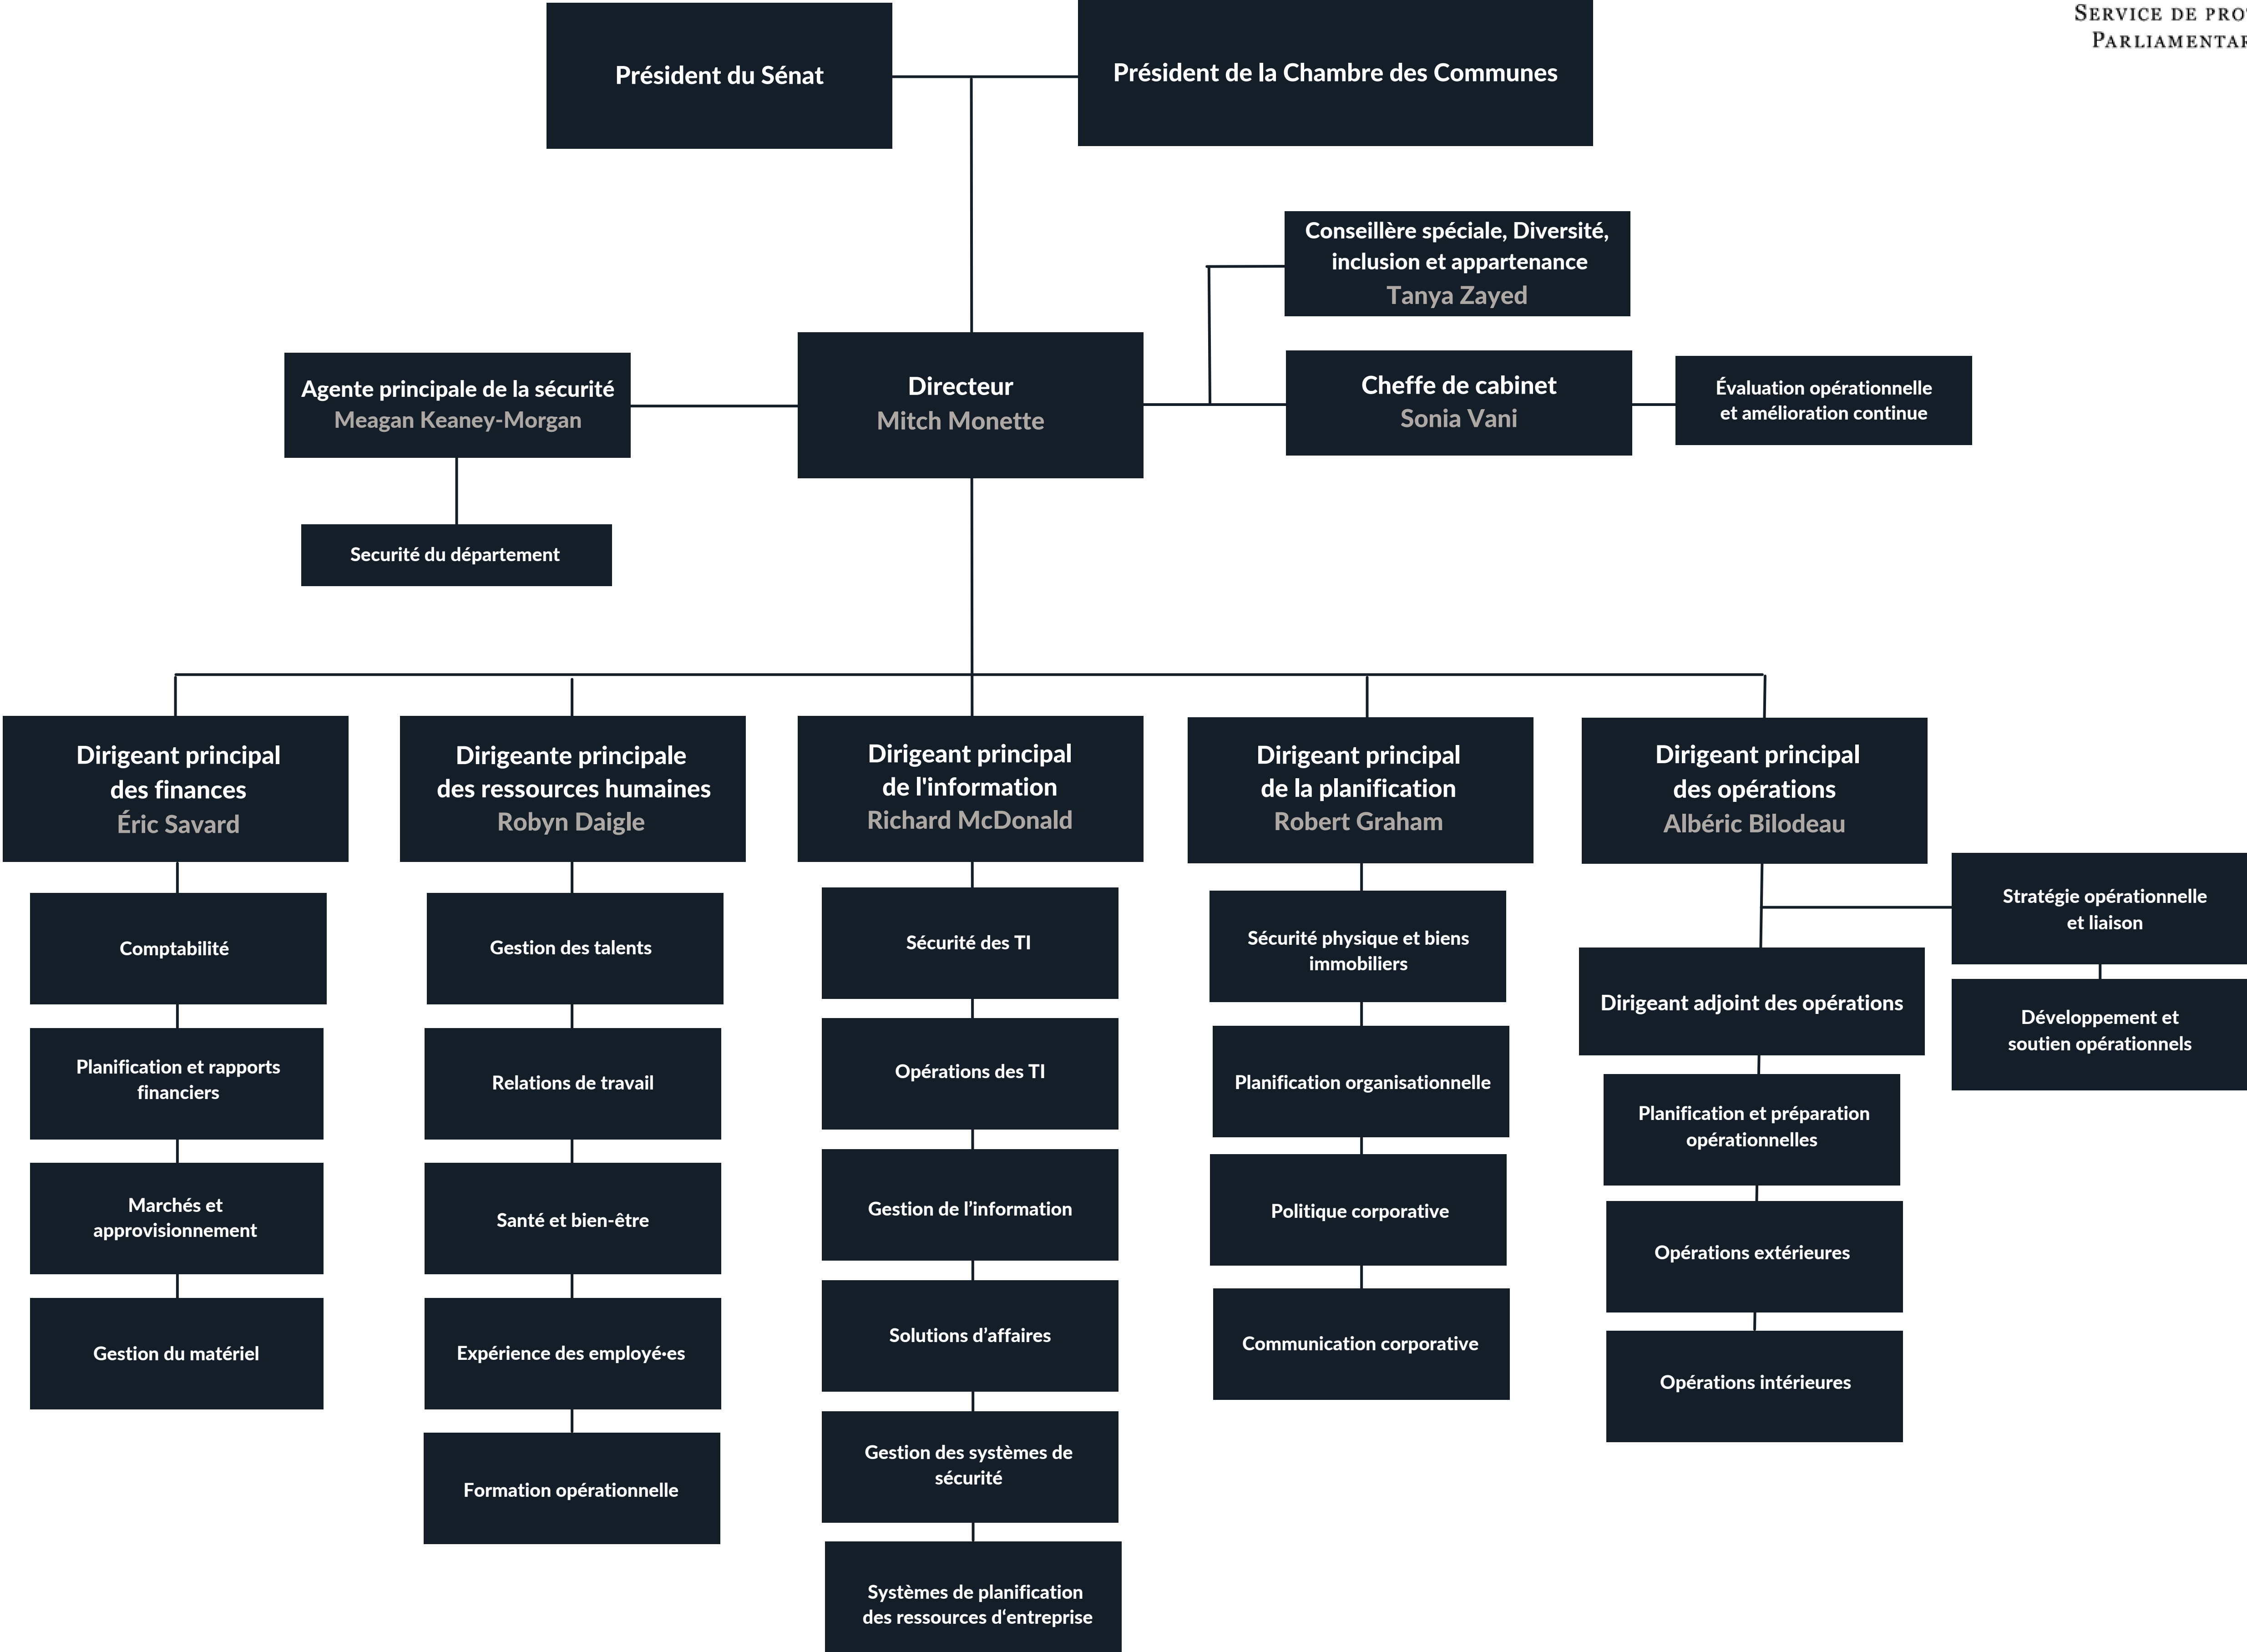 SERVICE DE
Président du Sénat
Président de la Chambre des Communes
Conseillère spéciale, Diversité,
inclusion et appartenance
Tanya Zayed
Agente principale de la sécurité
Meagan Keaney-Morgan
Directeur
Mitch Monette
Cheffe de cabinet
Sonia Vani
Évaluation opérationnelle
et amélioration continue
Securité du département
Dirigeant principal
des finances
Éric Savard
Dirigeante principale
des ressources humaines
Robyn Daigle
Dirigeant principal
de l'information
Richard McDonald
Dirigeant principal
de la planification
Robert Graham
Dirigeant principal
des opérations
Albéric Bilodeau
Comptabilité
Planification et rapports
financiers
Marchés et
approvisionnement
Gestion du matériel
Gestion des talents
Relations de travail
Santé et bien-être
Expérience des employé·es
Formation opérationnelle
Sécurité des TI
Opérations des TI
Gestion de l’information
Solutions d’affaires
Gestion des systèmes de
sécurité
Systèmes de planification
des ressources d‘entreprise
Sécurité physique et biens
immobiliers
Planification organisationnelle
Politique corporative
Communication corporative
Stratégie opérationnelle
et liaison
Développement et
soutien opérationnels
Dirigeant adjoint des opérations
Planification et préparation
opérationnelles
Opérations extérieures
Opérations intérieures